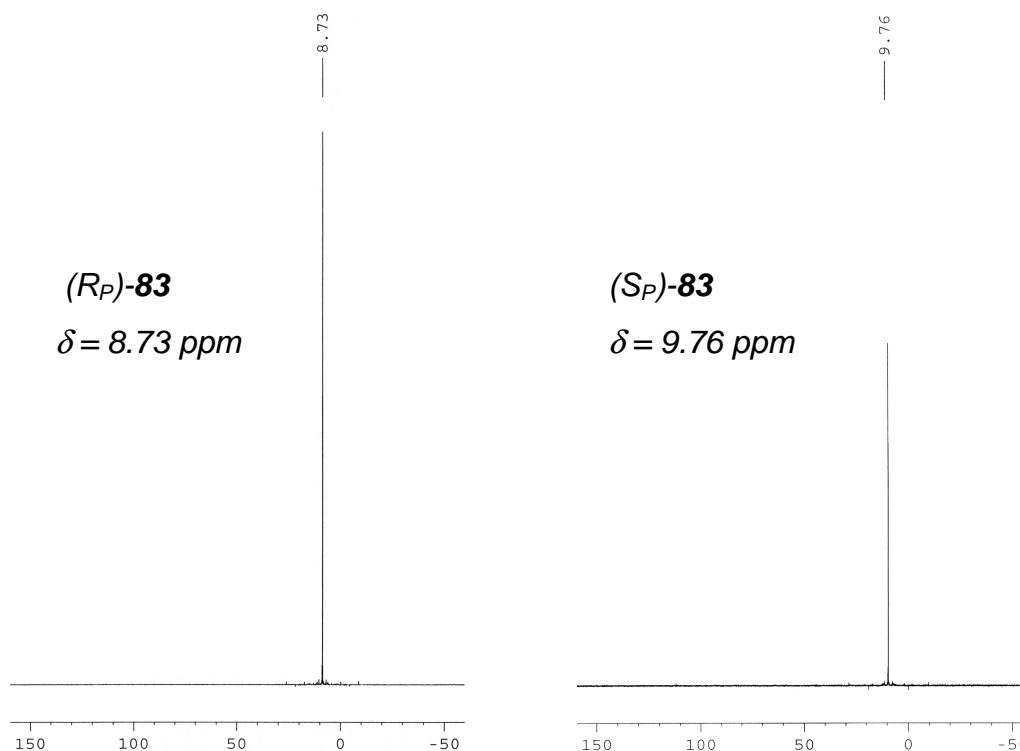 8.73
9.76
(RP)-83
δ = 8.73 ppm
(SP)-83
δ = 9.76 ppm
150 100 50 0 -50
150 100 50 0 -50